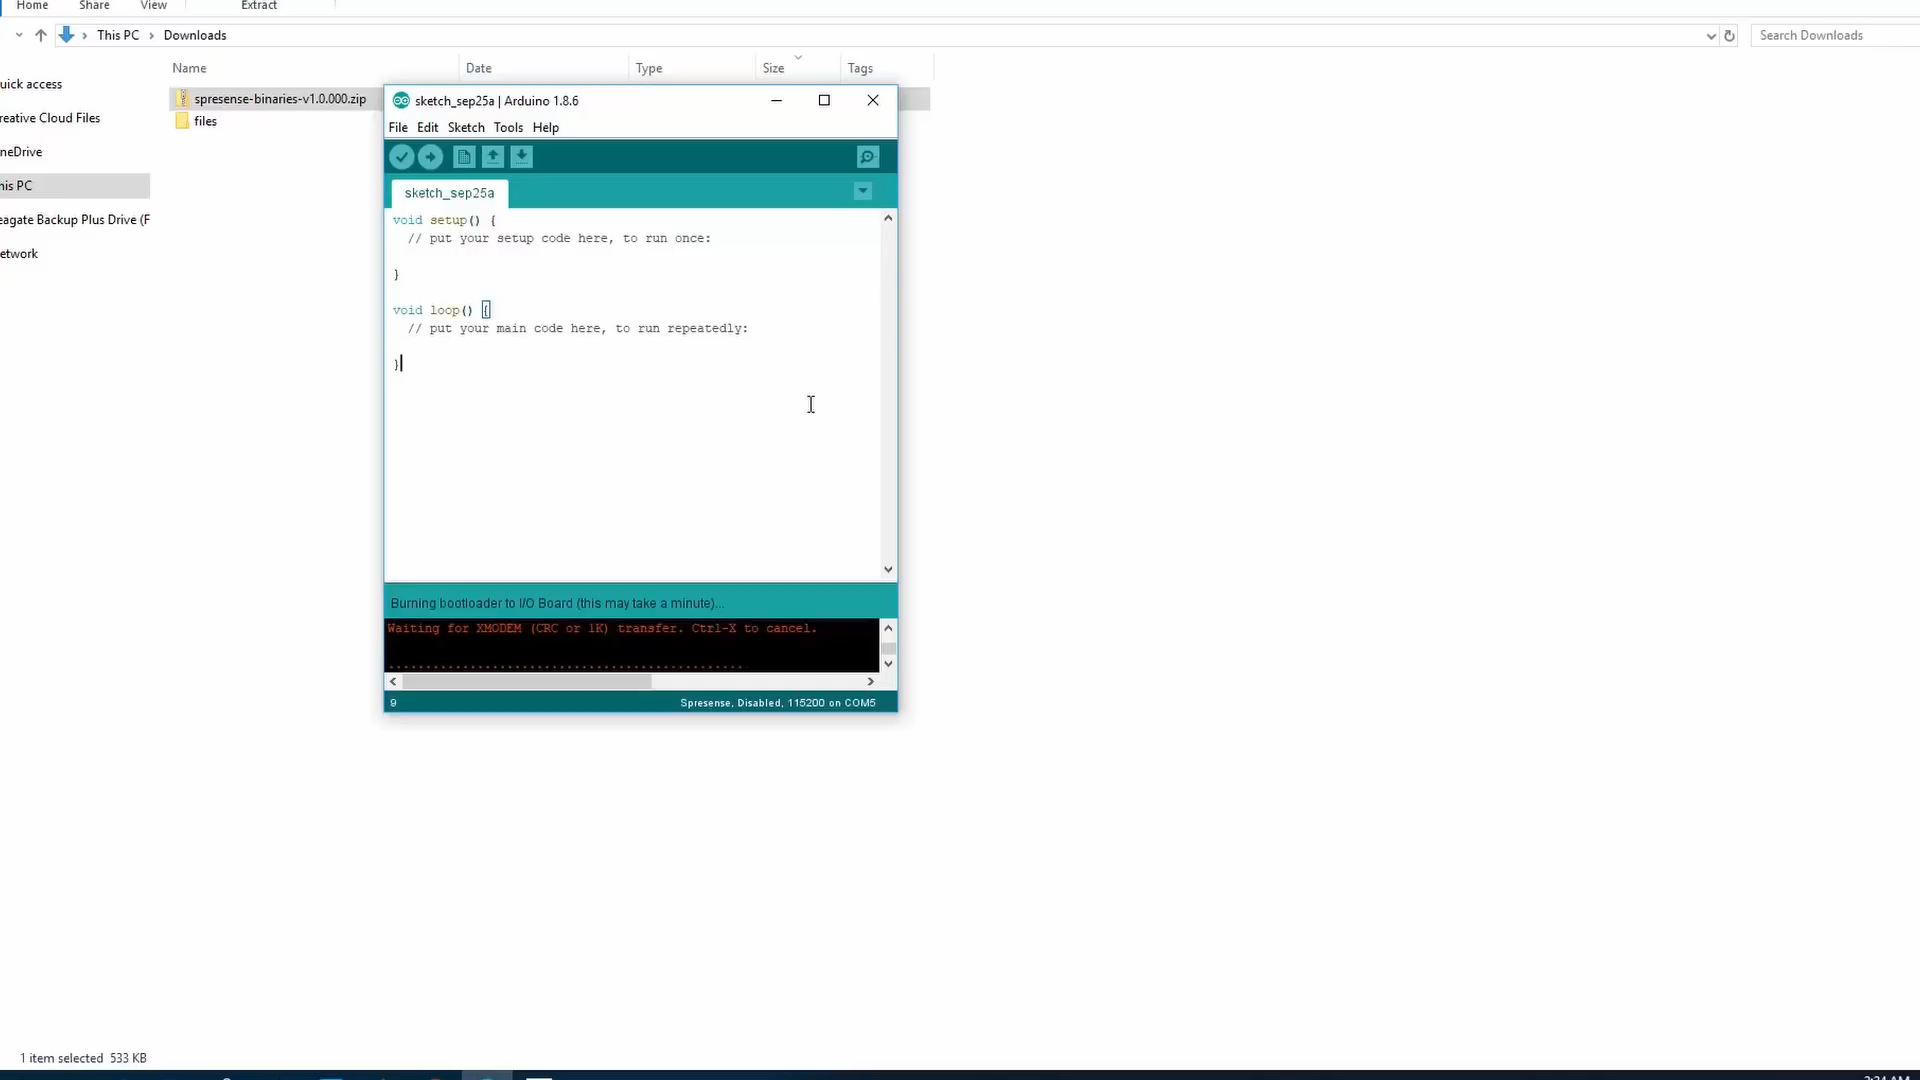 Home Share View Extract
This PC Downloads Search Downloads
Name Date Type Size Tags
uick access
reative Cloud Files
neDrive
his PC
eagate Backup Plus Drive (F
etwork
spresense-binaries-v1.0.000.zip
files
sketch_sep25a | Arduino 1.8.6
File Edit Sketch Tools Help
sketch_sep25a
void setup() {
// put your setup code here, to run once:
}
void loop() {
// put your main code here, to run repeatedly:
}
Burning bootloader to I/O Board (this may take a minute)...
Waiting for XMODEM (CRC or 1K) transfer. Ctrl-X to cancel.
................................................
9 Spresense, Disabled, 115200 on COM5
1 item selected 533 KB